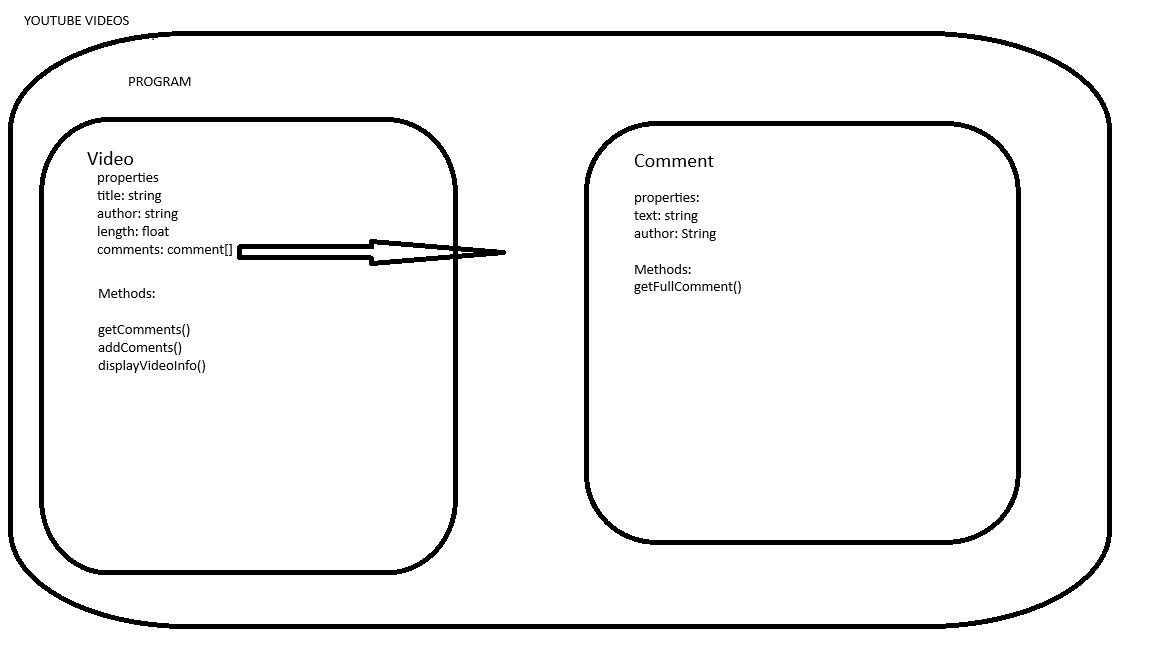 YOUTUBE VIDEOS
PROGRAM
Video
properties
title: string
author: string
length: float
comments: comment[]
Methods:
getComments()
addComents()
displayVideoInfo()
Comment
properties:
text: string
author: String
Methods:
getFullComment()